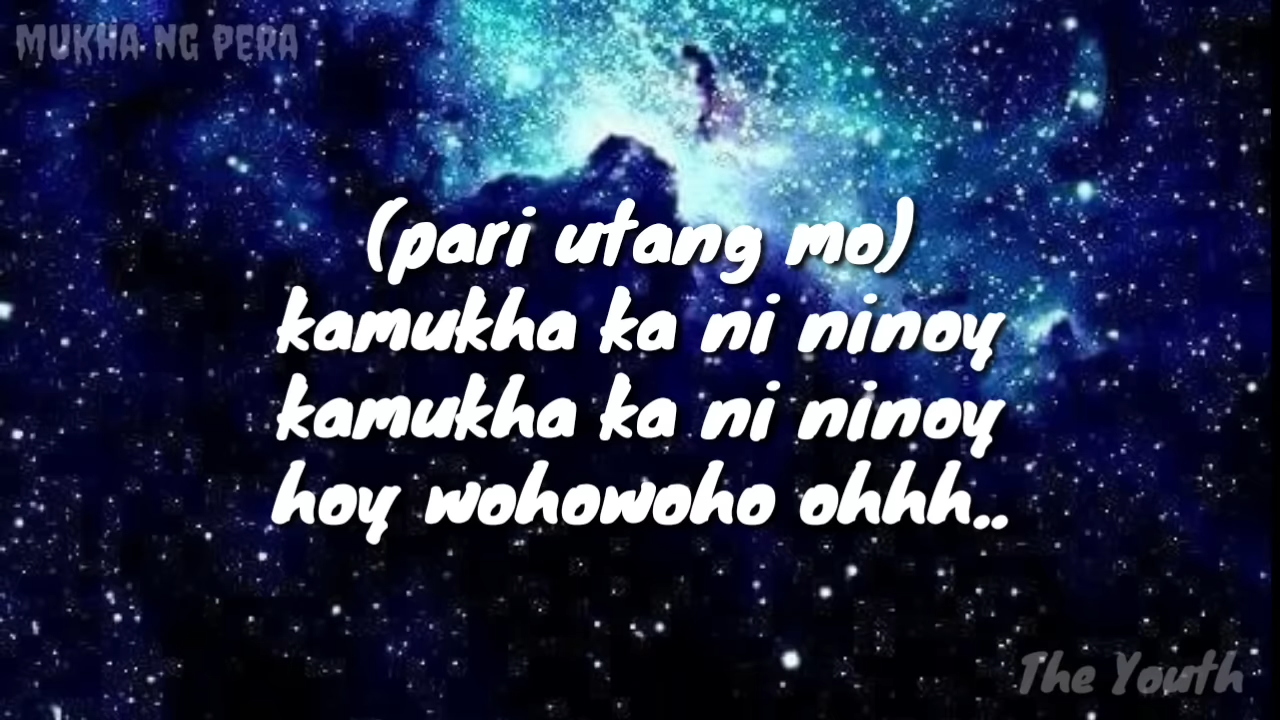 MUKHA NG PERA
(pari utang mo)
kamukha ka ni ninoy
kamukha ka ni ninoy
hoy wohowoho ohhh..
The Youth